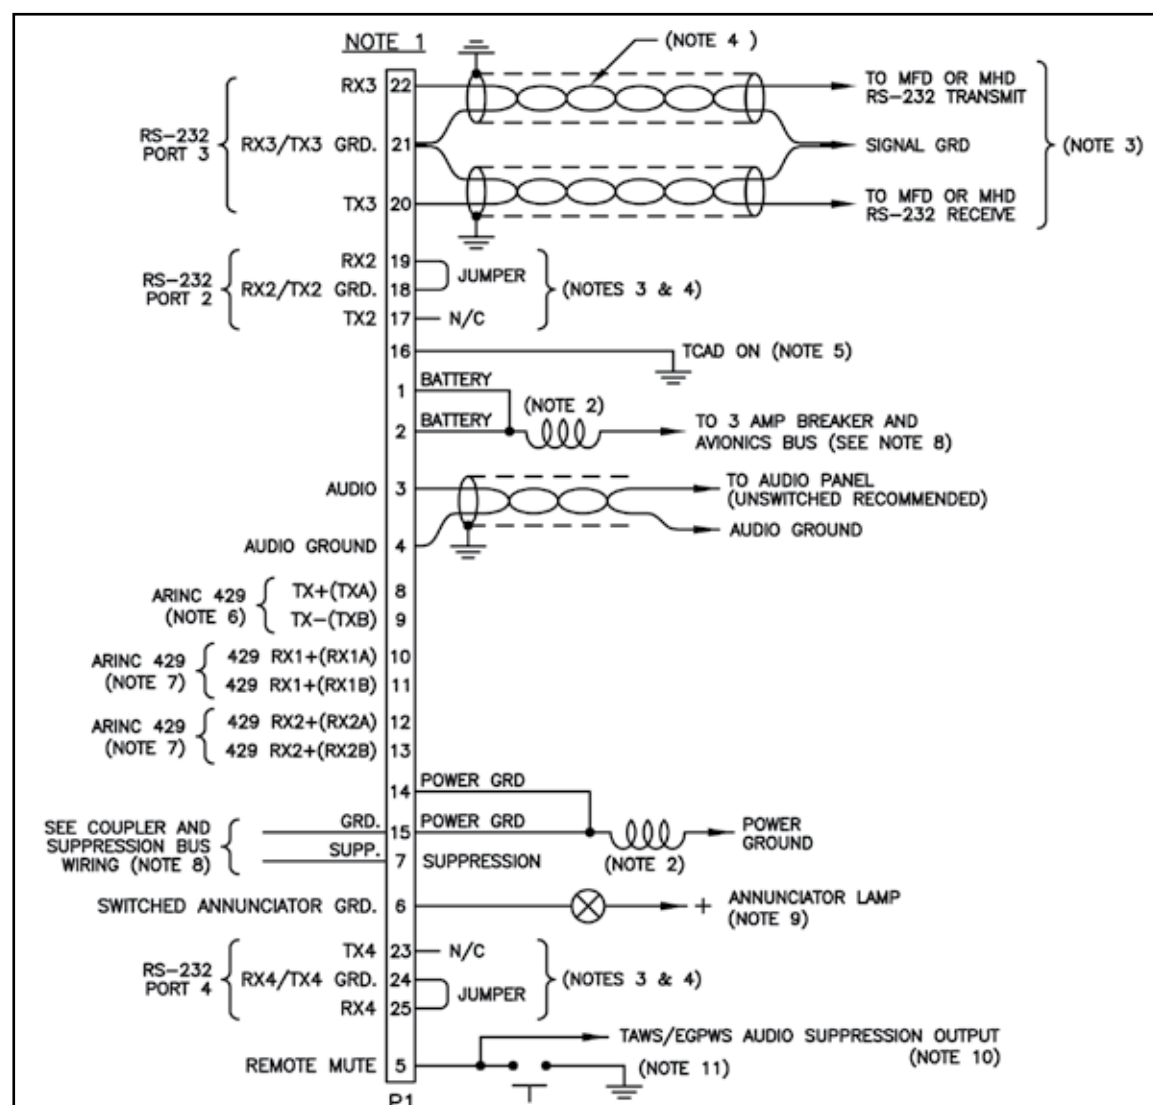 NOTE 1
(NOTE 4 )
RX3 22
TO MFD OR MHD
RS-232 TRANSMIT
RS-232
PORT 3
RX3/TX3 GRD. 21
SIGNAL GRD
(NOTE 3)
TX3 20
TO MFD OR MHD
RS-232 RECEIVE
RX2 19
RS-232
PORT 2
RX2/TX2 GRD. 18
JUMPER
(NOTES 3 & 4)
TX2 17 N/C
16 TCAD ON (NOTE 5)
1 BATTERY
(NOTE 2)
2 BATTERY
TO 3 AMP BREAKER AND
AVIONICS BUS (SEE NOTE 8)
AUDIO 3
TO AUDIO PANEL
(UNSWITCHED RECOMMENDED)
AUDIO GROUND
AUDIO GROUND 4
ARINC 429
(NOTE 6)
TX+(TXA) 8
TX-(TXB) 9
ARINC 429
(NOTE 7)
429 RX1+(RX1A) 10
429 RX1+(RX1B) 11
ARINC 429
(NOTE 7)
429 RX2+(RX2A) 12
429 RX2+(RX2B) 13
14 POWER GRD
SEE COUPLER AND
SUPPRESSION BUS
WIRING (NOTE 8)
GRD. 15 POWER GRD
(NOTE 2)
POWER
GROUND
SUPP. 7 SUPPRESSION
SWITCHED ANNUNCIATOR GRD. 6
+ ANNUNCIATOR LAMP
(NOTE 9)
TX4 23 N/C
RS-232
PORT 4
RX4/TX4 GRD. 24
JUMPER
(NOTES 3 & 4)
RX4 25
TAWS/EGPWS AUDIO SUPPRESSION OUTPUT
(NOTE 10)
REMOTE MUTE 5
(NOTE 11)
P1